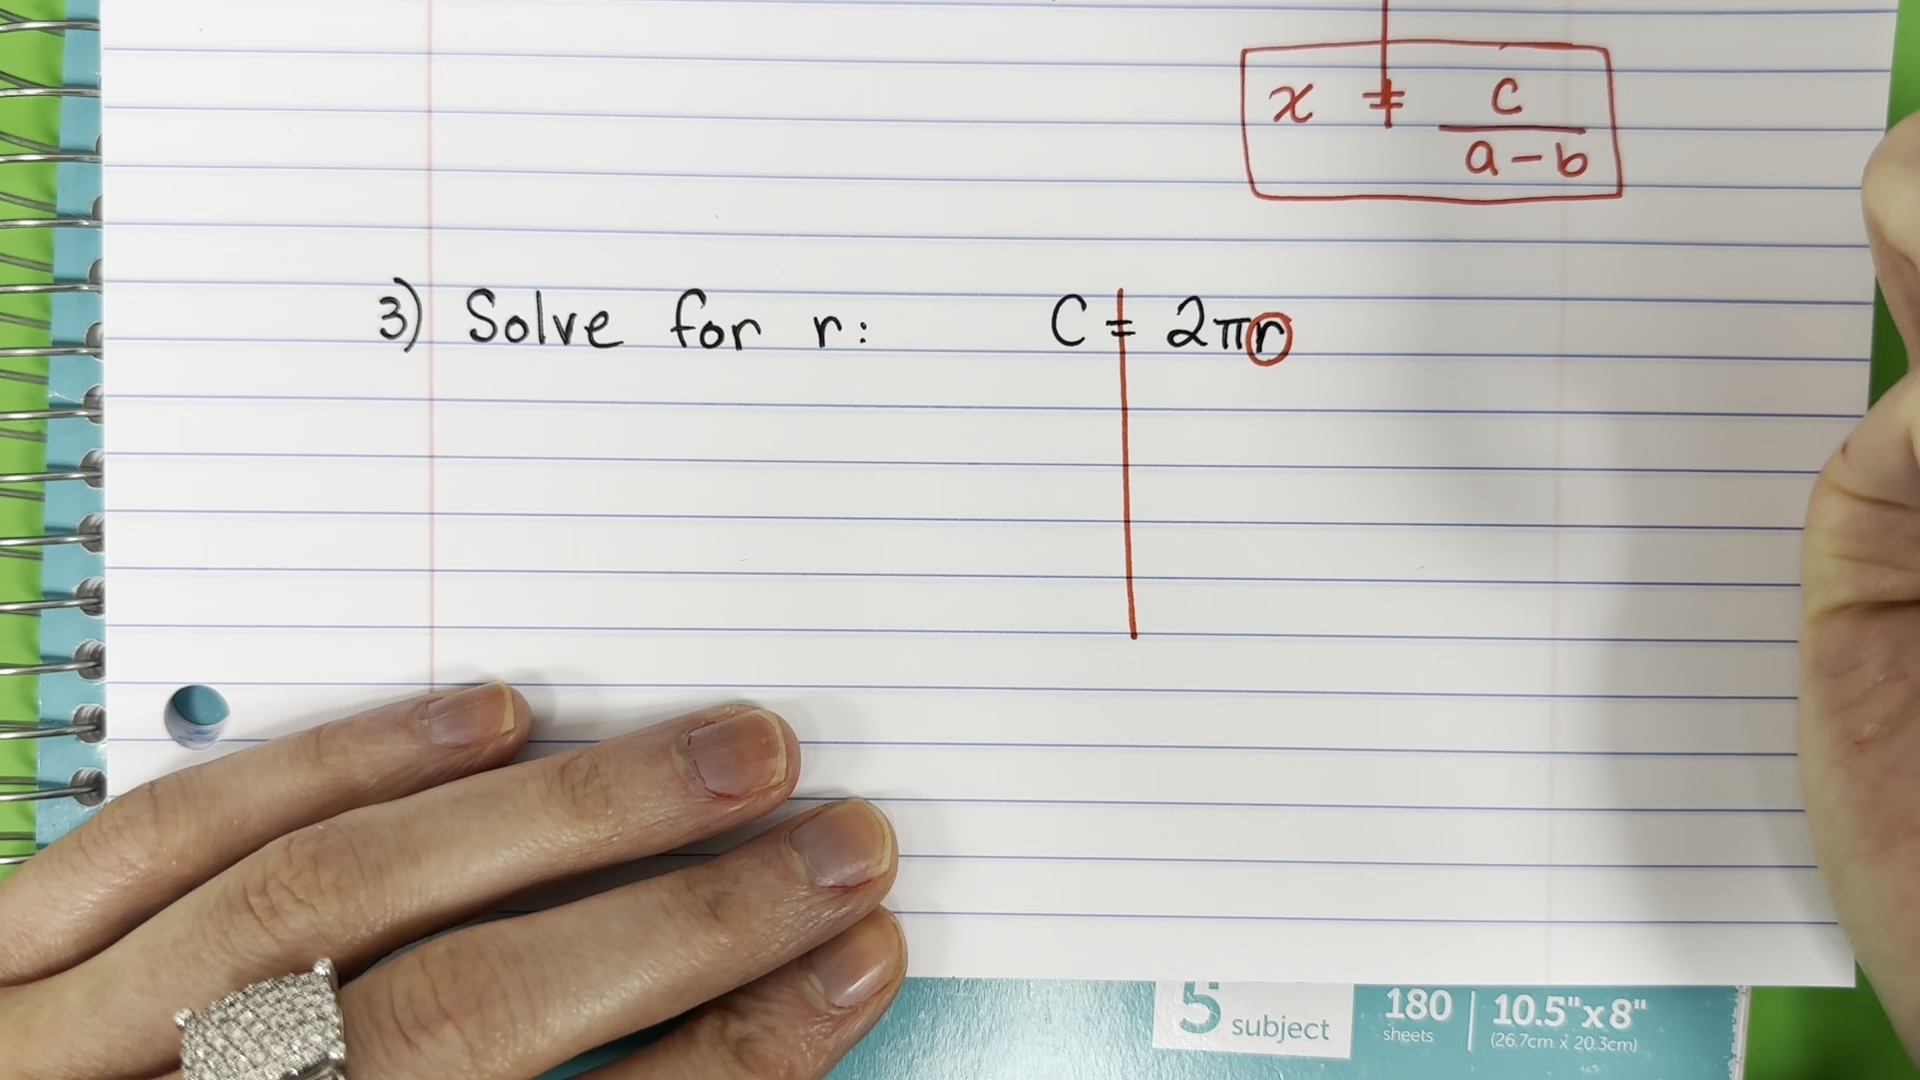 x = c/(a-b)
3) Solve for r: C = 2πr
5 subject 180 sheets 10.5"x8" (26.7cm x 20.3cm)